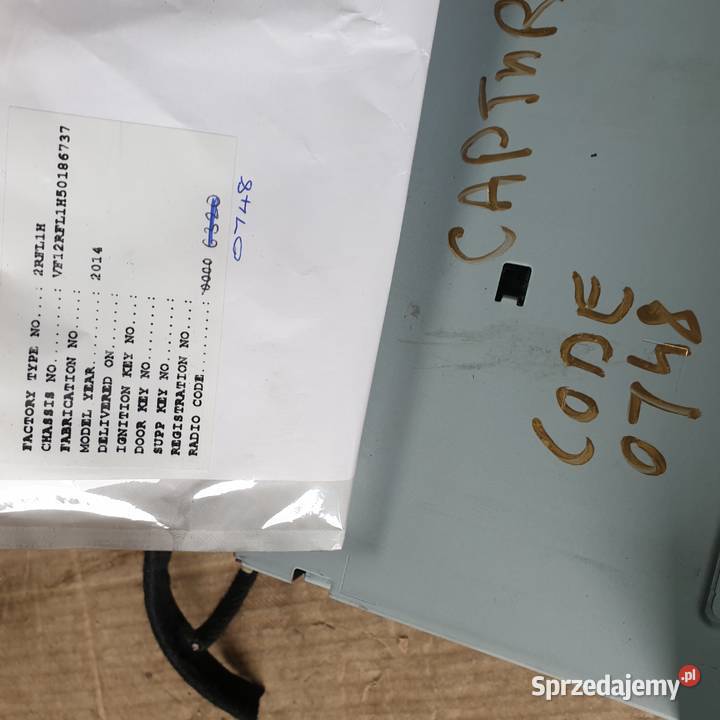 FACTORY TYPE NO...: 2RFL1H
CHASSIS NO........: VF12RFL1H50186737
FABRICATION NO....:
MODEL YEAR........: 2014
DELIVERED ON......:
IGNITION KEY NO...:
DOOR KEY NO.......:
SUPP KEY NO.......:
REGISTRATION NO...:
RADIO CODE........: 0000
0748
CAPTUR
CODE
0748
Sprzedajemy.pl